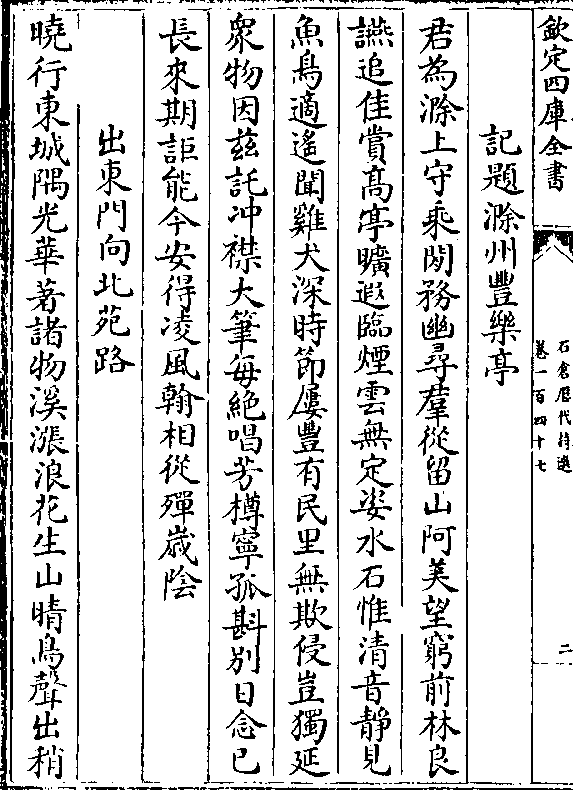 欽定四庫全書
石倉歷代詩選
卷一百四十七
二
記題滁州豐樂亭
君為滁上守乘閑務幽尋羣從留山阿美望窮前林良
讌追佳賞高亭曠遐臨煙雲無定姿水石惟清音靜見
魚鳥適遙聞雞犬深時節屢豐有民里無欺侵豈獨延
衆物因兹託冲襟大筆每絶唱芳樽寧孤斟別日念已
長來期詎能今安得凌風翰相從殫歲陰
出東門向北苑路
曉行東城隅光華著諸物溪漲浪花生山晴鳥聲出稍